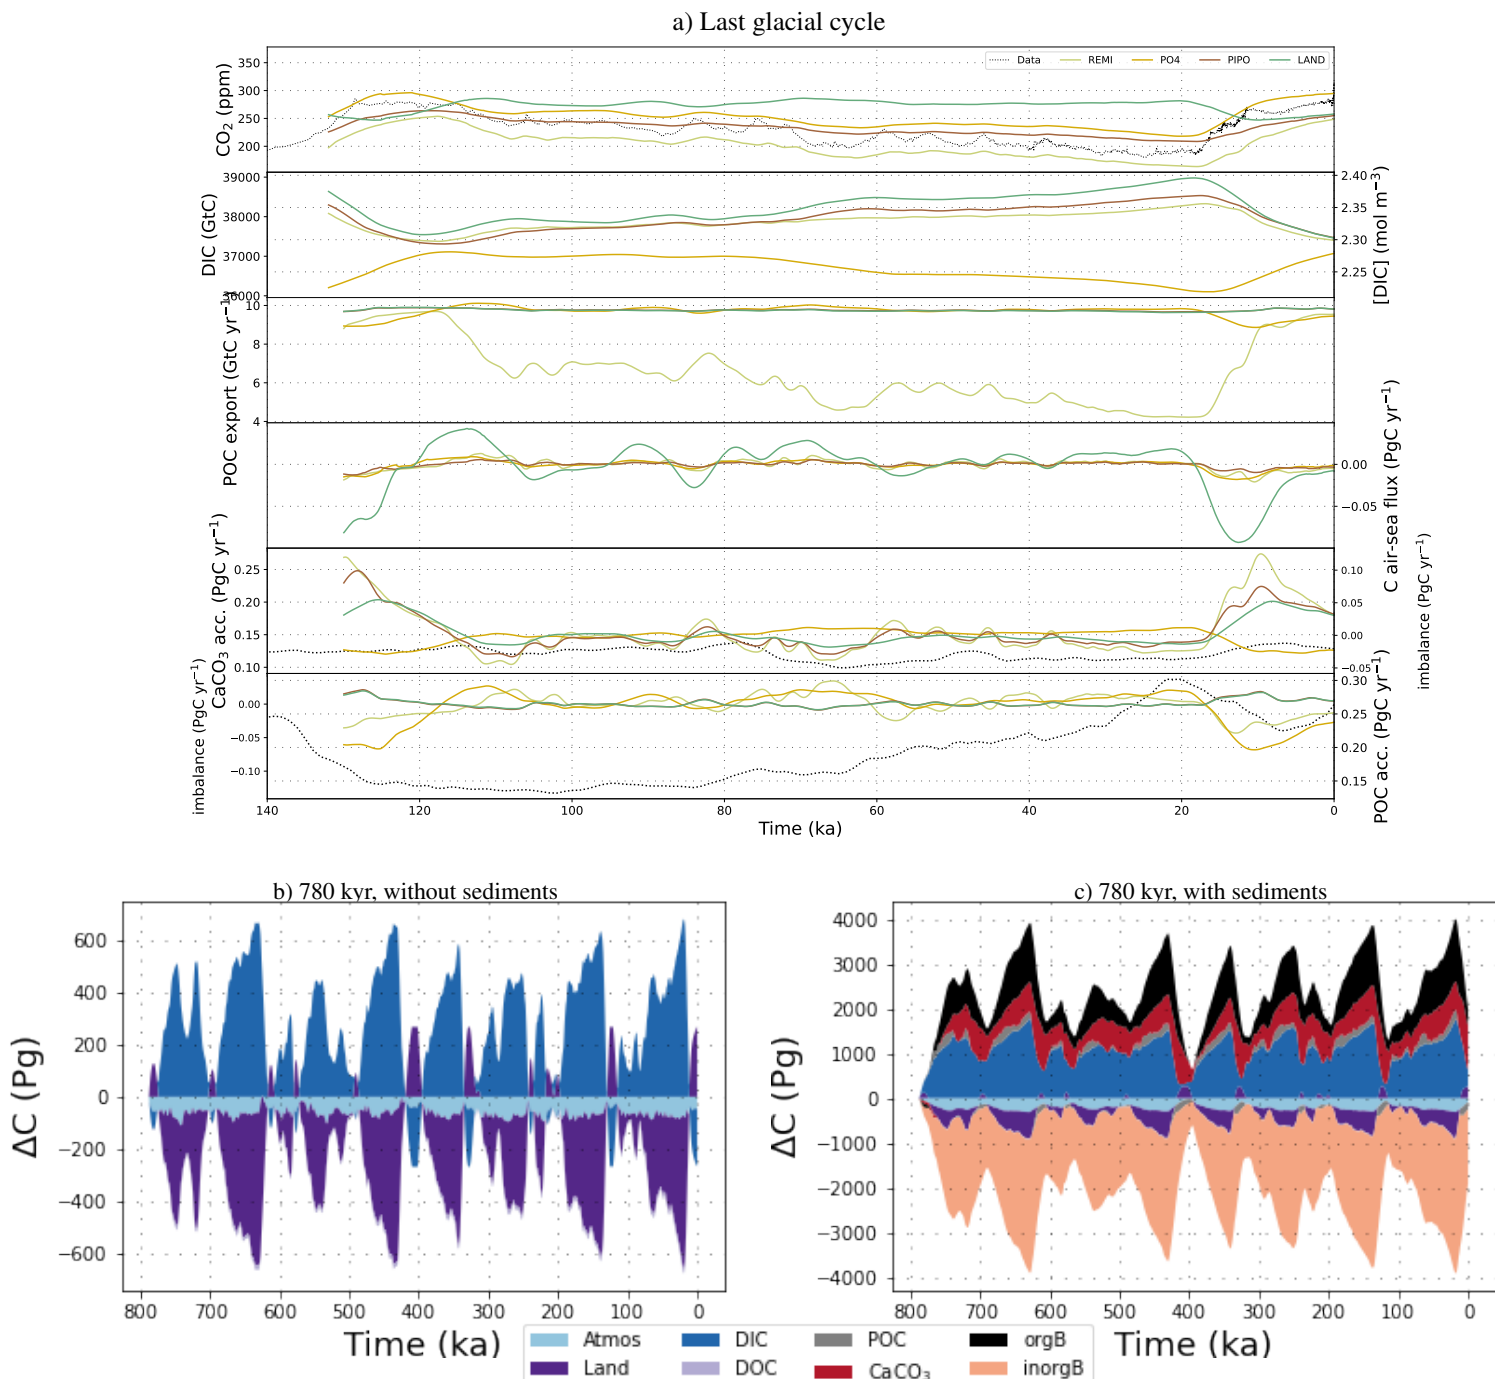 a) Last glacial cycle
Data REMI PO4 PIPO LAND
CO₂ (ppm)
350
300
250
200
DIC (GtC)
39000
38000
37000
36000
[DIC] (mol m⁻³)
2.40
2.35
2.30
2.25
POC export (GtC yr⁻¹)
10
8
6
4
C air-sea flux (PgC yr⁻¹)
0.00
−0.05
CaCO₃ acc. (PgC yr⁻¹)
0.25
0.20
0.15
0.10
imbalance (PgC yr⁻¹)
0.10
0.05
0.00
−0.05
imbalance (PgC yr⁻¹)
0.00
−0.05
−0.10
POC acc. (PgC yr⁻¹)
0.30
0.25
0.20
0.15
140 120 100 80 60 40 20 0
Time (ka)
b) 780 kyr, without sediments
ΔC (Pg)
600
400
200
0
−200
−400
−600
800 700 600 500 400 300 200 100 0
Time (ka)
c) 780 kyr, with sediments
ΔC (Pg)
4000
3000
2000
1000
0
−1000
−2000
−3000
−4000
800 700 600 500 400 300 200 100 0
Time (ka)
Atmos DIC POC orgB
Land DOC CaCO₃ inorgB